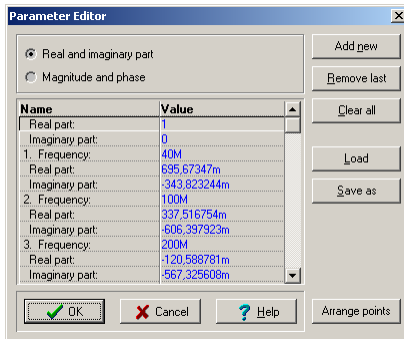 Parameter Editor
Real and imaginary part
Magnitude and phase
Add new
Remove last
Clear all
Load
Save as
Name Value
Real part: 1
Imaginary part: 0
1. Frequency: 40M
Real part: 695,67347m
Imaginary part: -343,823244m
2. Frequency: 100M
Real part: 337,516754m
Imaginary part: -606,397923m
3. Frequency: 200M
Real part: -120,588781m
Imaginary part: -567,325608m
OK Cancel ? Help Arrange points